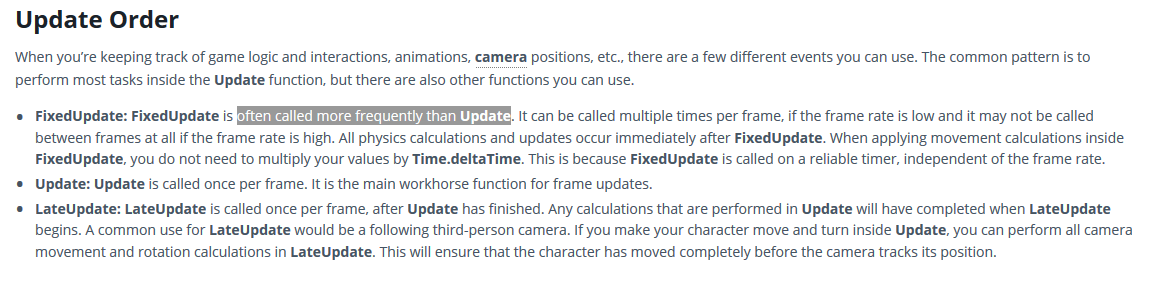 Update Order
When you’re keeping track of game logic and interactions, animations, camera positions, etc., there are a few different events you can use. The common pattern is to
perform most tasks inside the Update function, but there are also other functions you can use.
• FixedUpdate: FixedUpdate is often called more frequently than Update. It can be called multiple times per frame, if the frame rate is low and it may not be called
between frames at all if the frame rate is high. All physics calculations and updates occur immediately after FixedUpdate. When applying movement calculations inside
FixedUpdate, you do not need to multiply your values by Time.deltaTime. This is because FixedUpdate is called on a reliable timer, independent of the frame rate.
• Update: Update is called once per frame. It is the main workhorse function for frame updates.
• LateUpdate: LateUpdate is called once per frame, after Update has finished. Any calculations that are performed in Update will have completed when LateUpdate
begins. A common use for LateUpdate would be a following third-person camera. If you make your character move and turn inside Update, you can perform all camera
movement and rotation calculations in LateUpdate. This will ensure that the character has moved completely before the camera tracks its position.